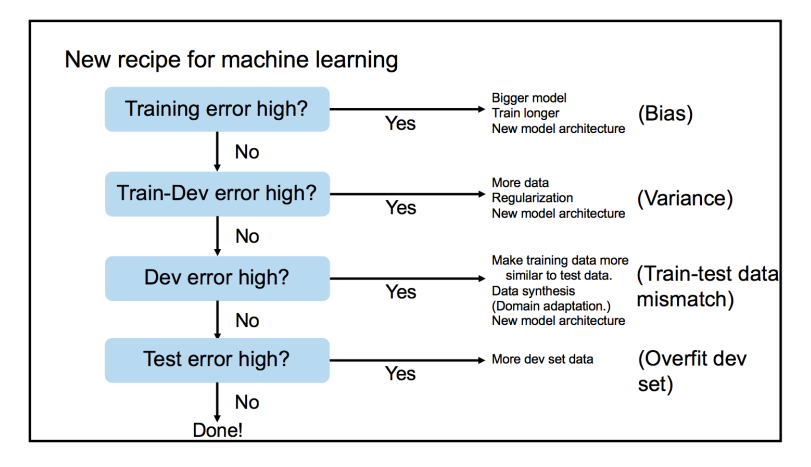 New recipe for machine learning
Training error high?
Yes
Bigger model
Train longer
New model architecture
(Bias)
No
Train-Dev error high?
Yes
More data
Regularization
New model architecture
(Variance)
No
Dev error high?
Yes
Make training data more
similar to test data.
Data synthesis
(Domain adaptation.)
New model architecture
(Train-test data
mismatch)
No
Test error high?
Yes
More dev set data
(Overfit dev
set)
No
Done!